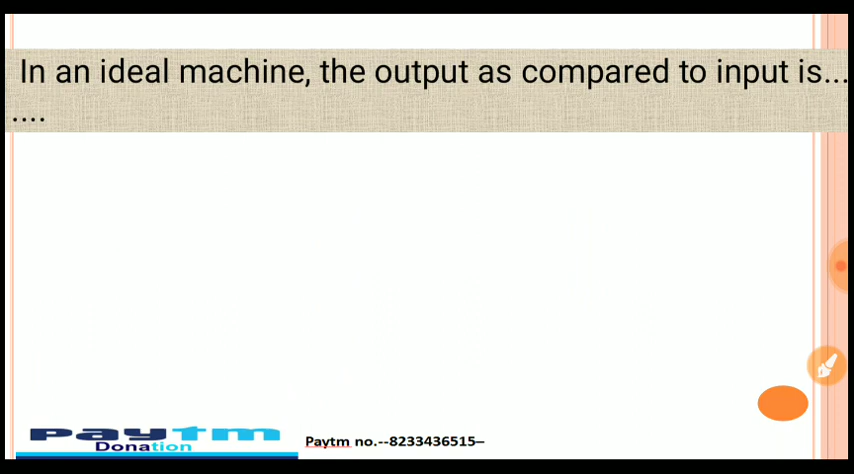 In an ideal machine, the output as compared to input is...
....
paytm
Donation
Paytm no.--8233436515–